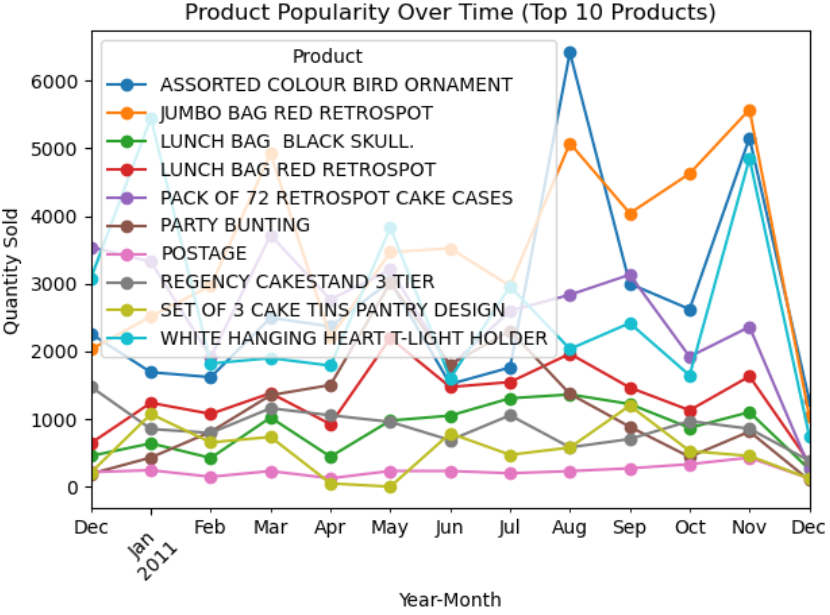 Product Popularity Over Time (Top 10 Products)
Product
ASSORTED COLOUR BIRD ORNAMENT
JUMBO BAG RED RETROSPOT
LUNCH BAG  BLACK SKULL.
LUNCH BAG RED RETROSPOT
PACK OF 72 RETROSPOT CAKE CASES
PARTY BUNTING
POSTAGE
REGENCY CAKESTAND 3 TIER
SET OF 3 CAKE TINS PANTRY DESIGN
WHITE HANGING HEART T-LIGHT HOLDER
Quantity Sold
6000
5000
4000
3000
2000
1000
0
Dec Jan Feb Mar Apr May Jun Jul Aug Sep Oct Nov Dec
2011
Year-Month